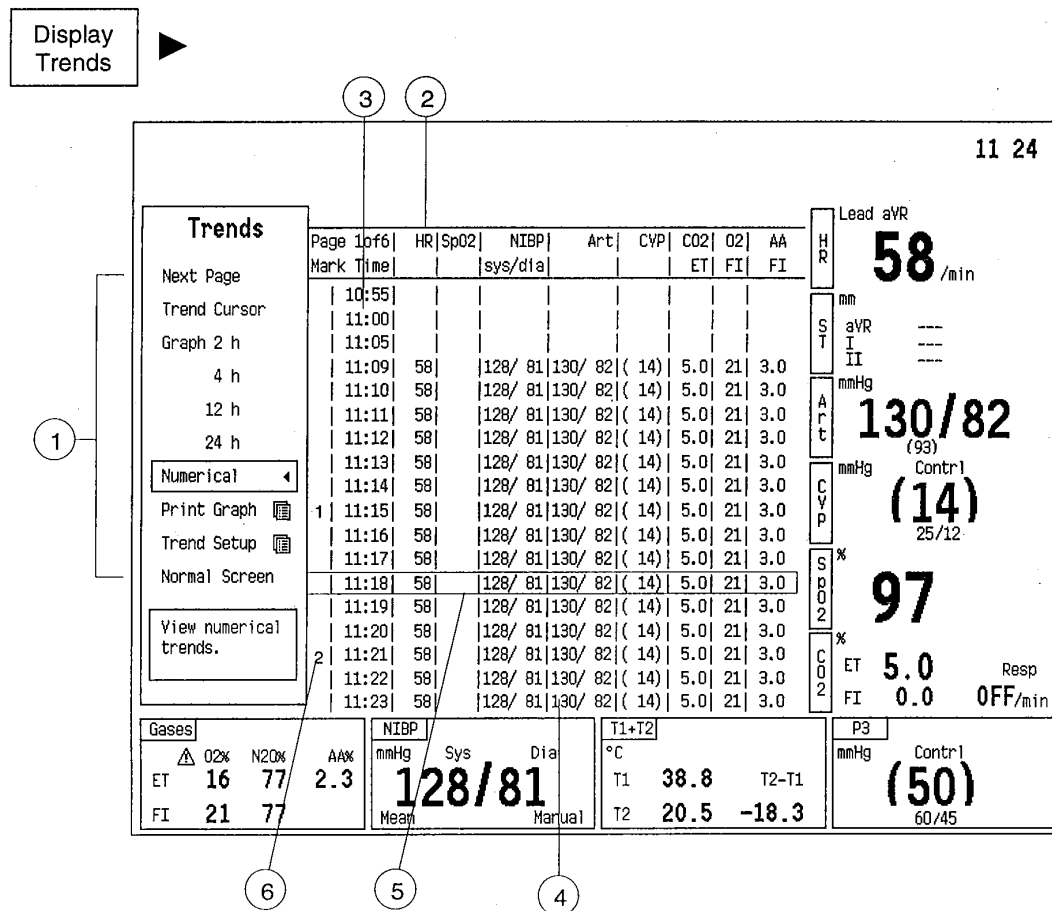 Display
Trends
3
2
11 24
Trends
Next Page
Trend Cursor
Graph 2 h
4 h
12 h
24 h
Numerical
Print Graph
Trend Setup
Normal Screen
View numerical
trends.
1
Page 1of6| HR|SpO2| NIBP| Art| CVP| CO2| O2| AA
Mark Time| | |sys/dia| | | ET| FI| FI
| 10:55| | | | | | | |
| 11:00| | | | | | | |
| 11:05| | | | | | | |
| 11:09| 58| |128/ 81|130/ 82|( 14)| 5.0| 21| 3.0
| 11:10| 58| |128/ 81|130/ 82|( 14)| 5.0| 21| 3.0
| 11:11| 58| |128/ 81|130/ 82|( 14)| 5.0| 21| 3.0
| 11:12| 58| |128/ 81|130/ 82|( 14)| 5.0| 21| 3.0
| 11:13| 58| |128/ 81|130/ 82|( 14)| 5.0| 21| 3.0
| 11:14| 58| |128/ 81|130/ 82|( 14)| 5.0| 21| 3.0
1 | 11:15| 58| |128/ 81|130/ 82|( 14)| 5.0| 21| 3.0
| 11:16| 58| |128/ 81|130/ 82|( 14)| 5.0| 21| 3.0
| 11:17| 58| |128/ 81|130/ 82|( 14)| 5.0| 21| 3.0
| 11:18| 58| |128/ 81|130/ 82|( 14)| 5.0| 21| 3.0
| 11:19| 58| |128/ 81|130/ 82|( 14)| 5.0| 21| 3.0
| 11:20| 58| |128/ 81|130/ 82|( 14)| 5.0| 21| 3.0
2 | 11:21| 58| |128/ 81|130/ 82|( 14)| 5.0| 21| 3.0
| 11:22| 58| |128/ 81|130/ 82|( 14)| 5.0| 21| 3.0
| 11:23| 58| |128/ 81|130/ 82|( 14)| 5.0| 21| 3.0
HR
Lead aVR
58 /min
ST
mm
aVR ---
I ---
II ---
Art
mmHg
130/82
(93)
CVP
mmHg Contrl
(14)
25/12
SpO2
%
97
CO2
%
ET 5.0 Resp
FI 0.0 OFF/min
Gases
O2% N2O% AA%
ET 16 77 2.3
FI 21 77
NIBP
mmHg Sys Dia
128/81
Mean Manual
T1+T2
°C
T1 38.8 T2-T1
T2 20.5 -18.3
P3
mmHg Contrl
(50)
60/45
6
5
4